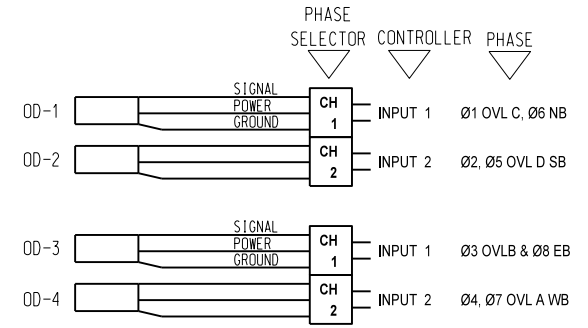 PHASE
SELECTOR CONTROLLER PHASE
SIGNAL
OD-1 POWER CH INPUT 1 Ø1 OVL C, Ø6 NB
GROUND 1
OD-2 CH INPUT 2 Ø2, Ø5 OVL D SB
2
SIGNAL
OD-3 POWER CH INPUT 1 Ø3 OVLB & Ø8 EB
GROUND 1
OD-4 CH INPUT 2 Ø4, Ø7 OVL A WB
2